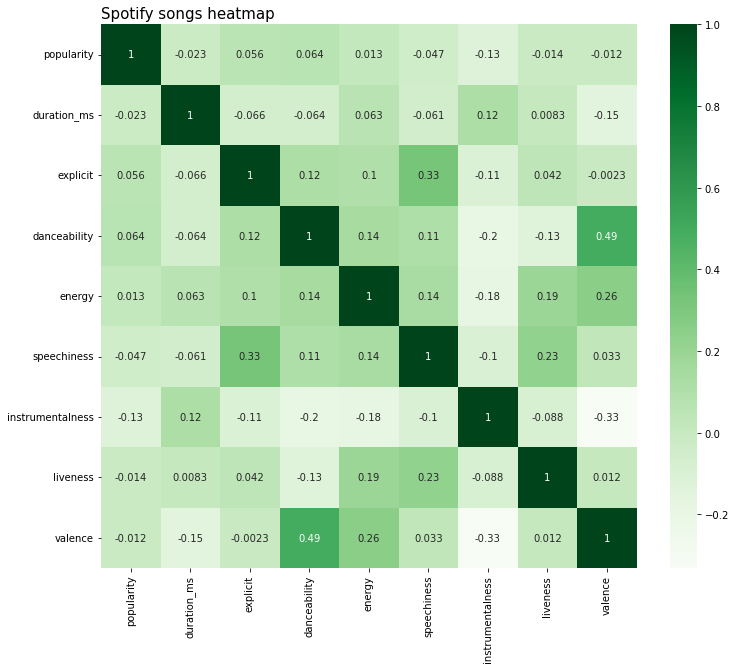 Spotify songs heatmap
popularity 1 -0.023 0.056 0.064 0.013 -0.047 -0.13 -0.014 -0.012
duration_ms -0.023 1 -0.066 -0.064 0.063 -0.061 0.12 0.0083 -0.15
explicit 0.056 -0.066 1 0.12 0.1 0.33 -0.11 0.042 -0.0023
danceability 0.064 -0.064 0.12 1 0.14 0.11 -0.2 -0.13 0.49
energy 0.013 0.063 0.1 0.14 1 0.14 -0.18 0.19 0.26
speechiness -0.047 -0.061 0.33 0.11 0.14 1 -0.1 0.23 0.033
instrumentalness -0.13 0.12 -0.11 -0.2 -0.18 -0.1 1 -0.088 -0.33
liveness -0.014 0.0083 0.042 -0.13 0.19 0.23 -0.088 1 0.012
valence -0.012 -0.15 -0.0023 0.49 0.26 0.033 -0.33 0.012 1
popularity duration_ms explicit danceability energy speechiness instrumentalness liveness valence
1.0
0.8
0.6
0.4
0.2
0.0
−0.2